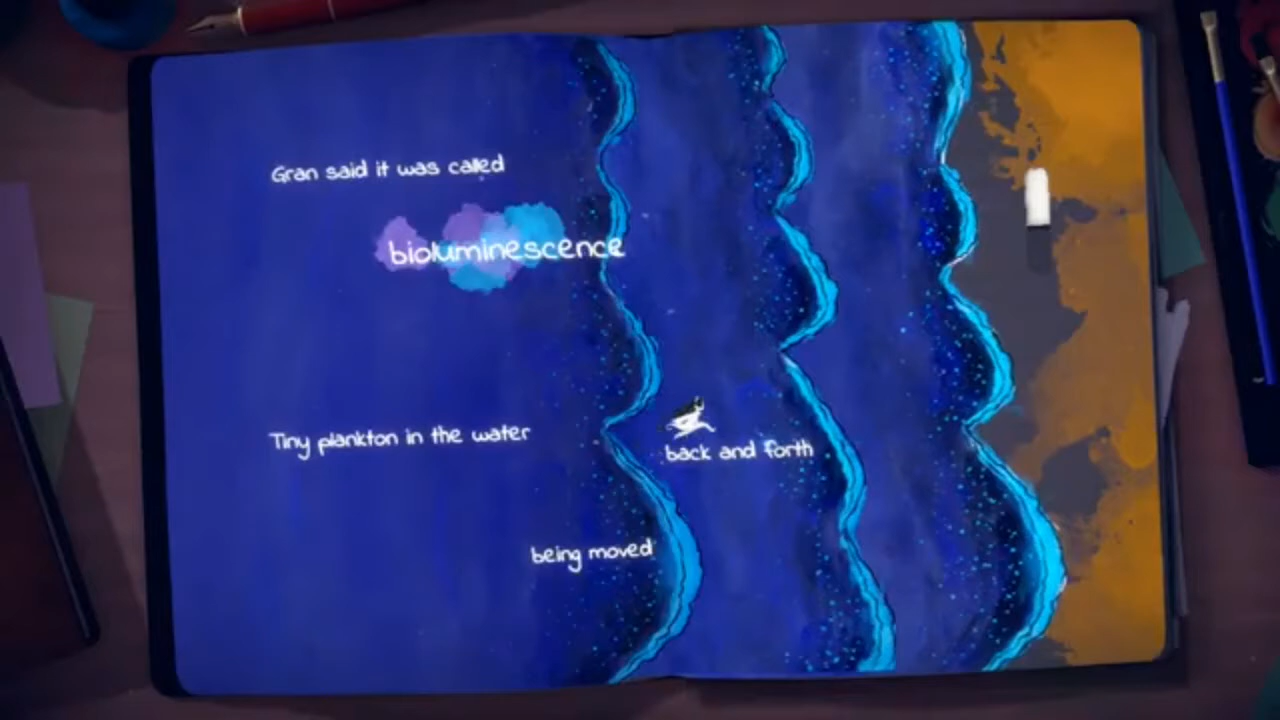 Gran said it was called
bioluminescence
Tiny plankton in the water
being moved
back and forth